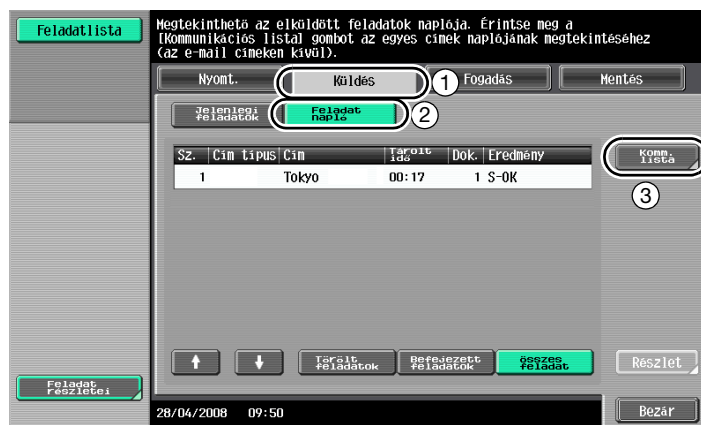 Feladatlista
Megtekinthető az elküldött feladatok naplója. Érintse meg a
[Kommunikációs lista] gombot az egyes címek naplójának megtekintéséhez
(az e-mail címeken kívül).
Nyomt. Küldés 1 Fogadás Mentés
Jelenlegi feladatok Feladat napló 2
Sz. Cím típus Cím Tárolt idő Dok. Eredmény
1 Tokyo 00:17 1 S-OK
Komm. lista
3
Törölt feladatok Befejezett feladatok összes feladat Részlet
Feladat részletei
28/04/2008 09:50 Bezár